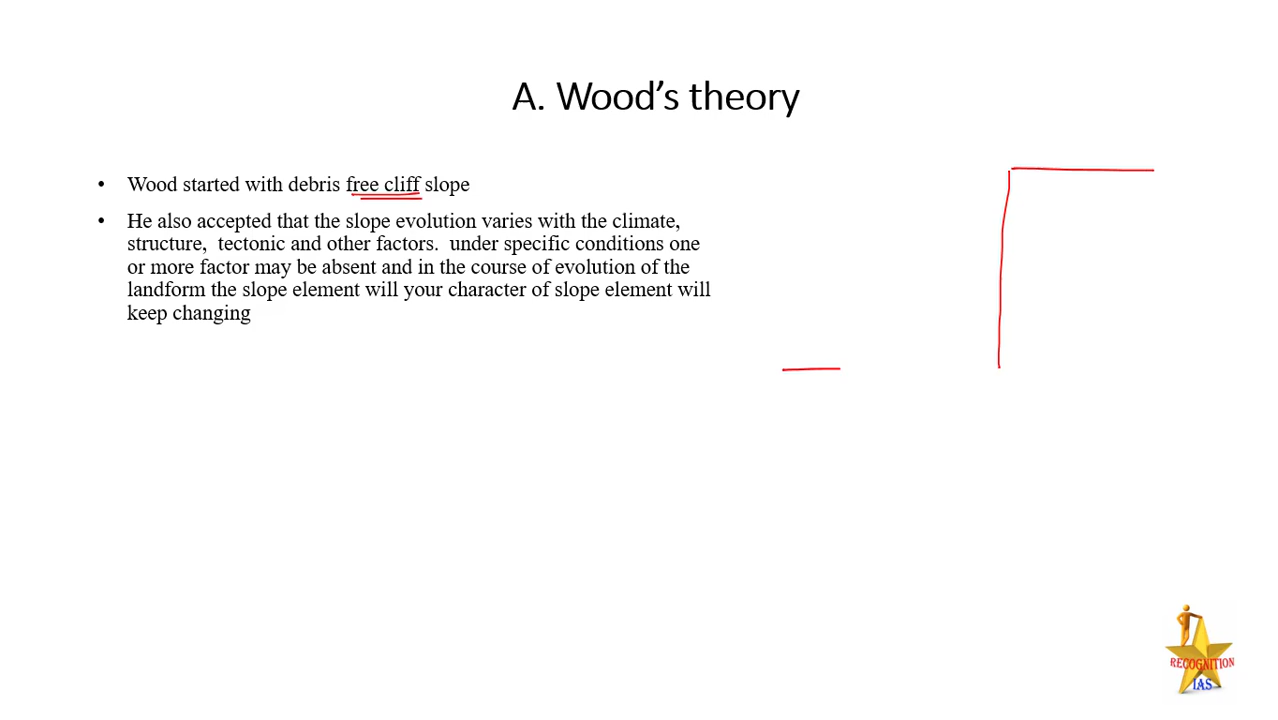 A. Wood's theory
• Wood started with debris free cliff slope
• He also accepted that the slope evolution varies with the climate,
structure,  tectonic and other factors.  under specific conditions one
or more factor may be absent and in the course of evolution of the
landform the slope element will your character of slope element will
keep changing
RECOGNITION
IAS